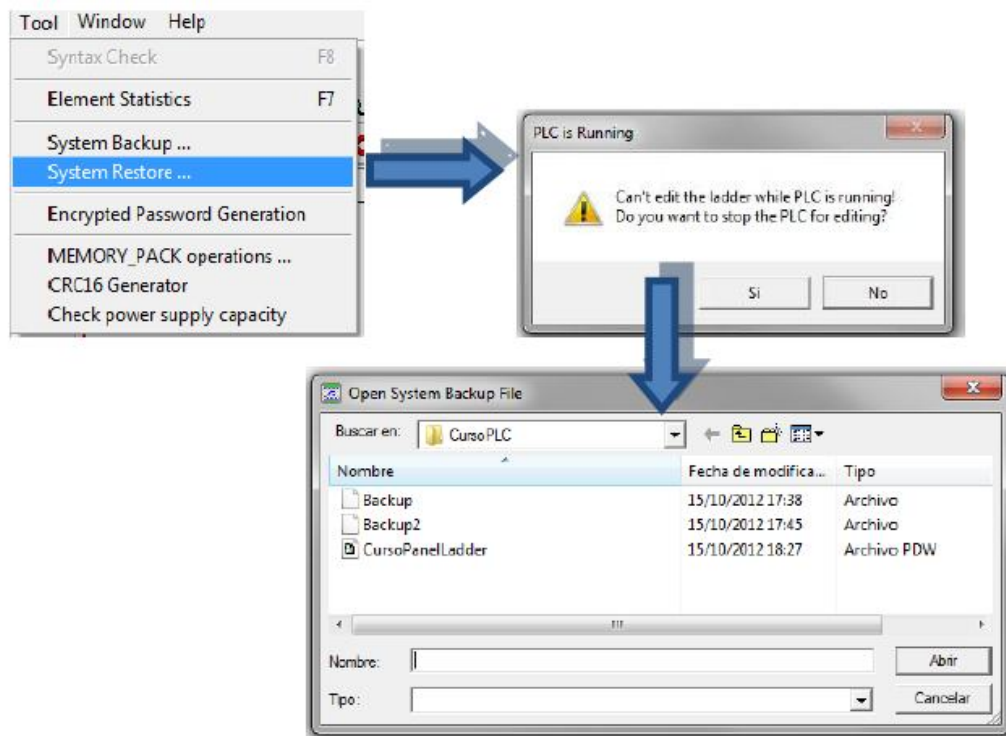 Tool Window Help
Syntax Check F8
Element Statistics F7
System Backup ...
System Restore ...
Encrypted Password Generation
MEMORY_PACK operations ...
CRC16 Generator
Check power supply capacity
PLC is Running
Can't edit the ladder while PLC is running!
Do you want to stop the PLC for editing?
Si No
Open System Backup File
Buscar en: CursoPLC
Nombre Fecha de modifica... Tipo
Backup 15/10/2012 17:38 Archivo
Backup2 15/10/2012 17:45 Archivo
CursoPanelLadder 15/10/2012 18:27 Archivo PDW
Nombre: Abrir
Tipo: Cancelar